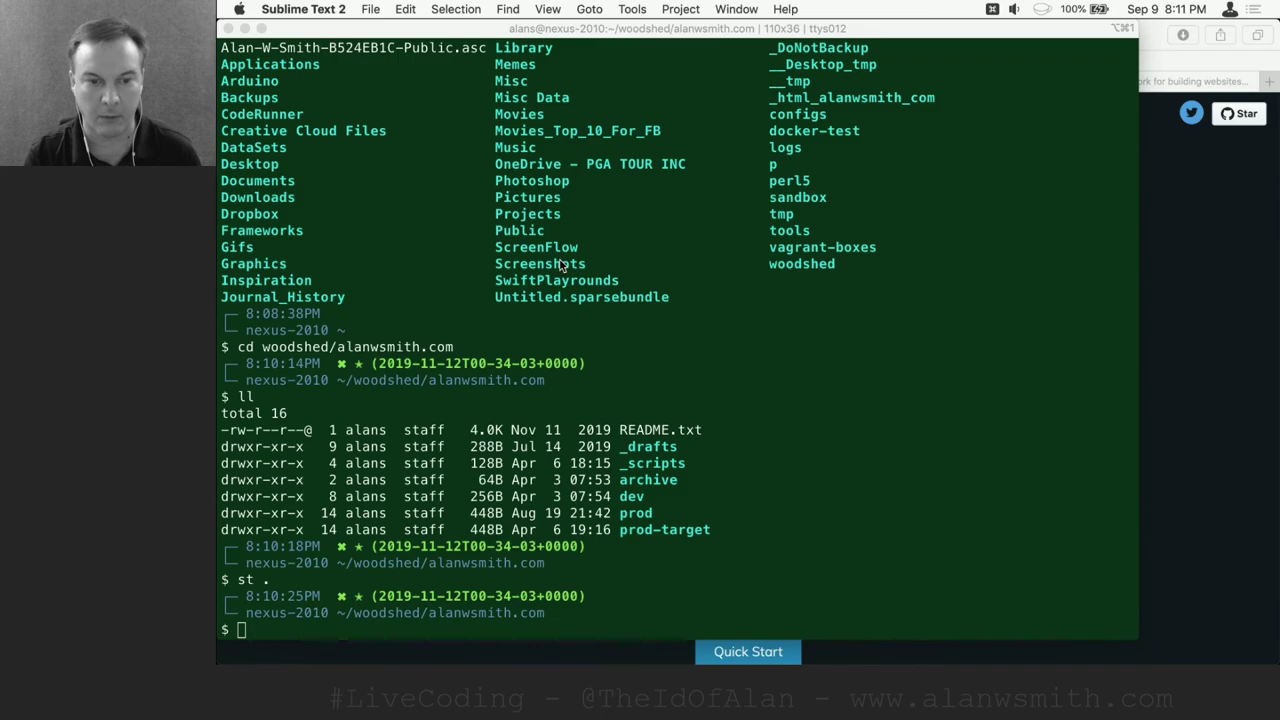 Sublime Text 2 File Edit Selection Find View Goto Tools Project Window Help 100% Sep 9 8:11 PM
alans@nexus-2010:~/woodshed/alanwsmith.com | 110x36 | ttys012 ⌥⌘1
Alan-W-Smith-B524EB1C-Public.asc Library _DoNotBackup
Applications Memes __Desktop_tmp
Arduino Misc __tmp
Backups Misc Data _html_alanwsmith_com
CodeRunner Movies configs
Creative Cloud Files Movies_Top_10_For_FB docker-test
DataSets Music logs
Desktop OneDrive - PGA TOUR INC p
Documents Photoshop perl5
Downloads Pictures sandbox
Dropbox Projects tmp
Frameworks Public tools
Gifs ScreenFlow vagrant-boxes
Graphics Screenshots woodshed
Inspiration SwiftPlayrounds
Journal_History Untitled.sparsebundle
8:08:38PM
nexus-2010 ~
$ cd woodshed/alanwsmith.com
8:10:14PM ✖ ★ (2019-11-12T00-34-03+0000)
nexus-2010 ~/woodshed/alanwsmith.com
$ ll
total 16
-rw-r--r--@ 1 alans staff 4.0K Nov 11 2019 README.txt
drwxr-xr-x 9 alans staff 288B Jul 14 2019 _drafts
drwxr-xr-x 4 alans staff 128B Apr 6 18:15 _scripts
drwxr-xr-x 2 alans staff 64B Apr 3 07:53 archive
drwxr-xr-x 8 alans staff 256B Apr 3 07:54 dev
drwxr-xr-x 14 alans staff 448B Aug 19 21:42 prod
drwxr-xr-x 14 alans staff 448B Apr 6 19:16 prod-target
8:10:18PM ✖ ★ (2019-11-12T00-34-03+0000)
nexus-2010 ~/woodshed/alanwsmith.com
$ st .
8:10:25PM ✖ ★ (2019-11-12T00-34-03+0000)
nexus-2010 ~/woodshed/alanwsmith.com
$
work for building websites...
Star
Quick Start
#LiveCoding - @TheIdOfAlan - www.alanwsmith.com